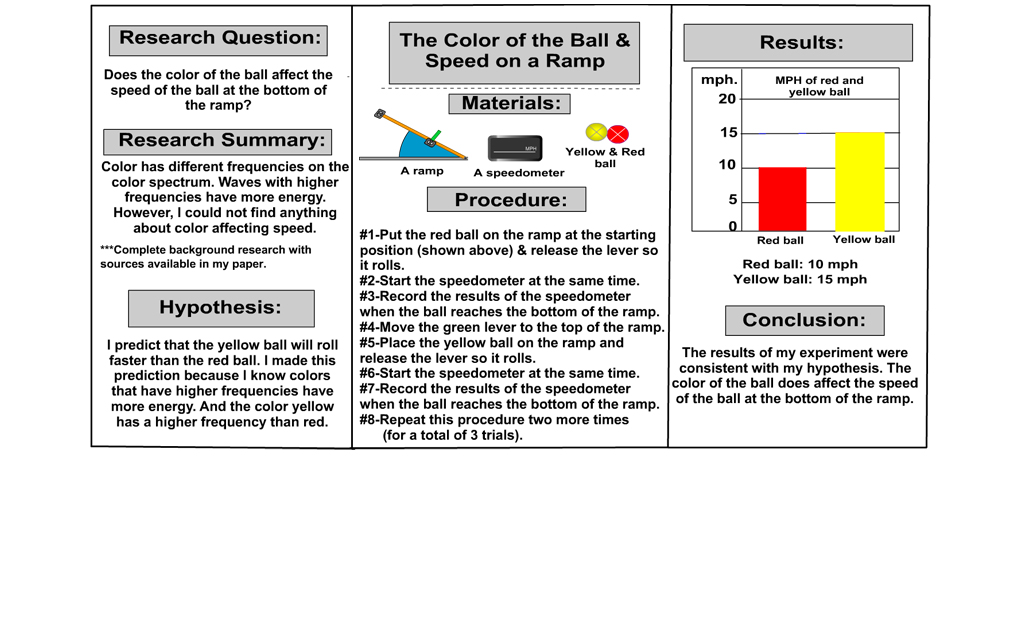 Research Question:
Does the color of the ball affect the
speed of the ball at the bottom of
the ramp?
Research Summary:
Color has different frequencies on the
color spectrum. Waves with higher
frequencies have more energy.
However, I could not find anything
about color affecting speed.
***Complete background research with
sources available in my paper.
Hypothesis:
I predict that the yellow ball will roll
faster than the red ball. I made this
prediction because I know colors
that have higher frequencies have
more energy. And the color yellow
has a higher frequency than red.
The Color of the Ball &
Speed on a Ramp
Materials:
MPH
A ramp
A speedometer
Yellow & Red
ball
Procedure:
#1-Put the red ball on the ramp at the starting
position (shown above) & release the lever so
it rolls.
#2-Start the speedometer at the same time.
#3-Record the results of the speedometer
when the ball reaches the bottom of the ramp.
#4-Move the green lever to the top of the ramp.
#5-Place the yellow ball on the ramp and
release the lever so it rolls.
#6-Start the speedometer at the same time.
#7-Record the results of the speedometer
when the ball reaches the bottom of the ramp.
#8-Repeat this procedure two more times
(for a total of 3 trials).
Results:
mph.
MPH of red and
yellow ball
20
15
10
5
0
Red ball
Yellow ball
Red ball: 10 mph
Yellow ball: 15 mph
Conclusion:
The results of my experiment were
consistent with my hypothesis. The
color of the ball does affect the speed
of the ball at the bottom of the ramp.